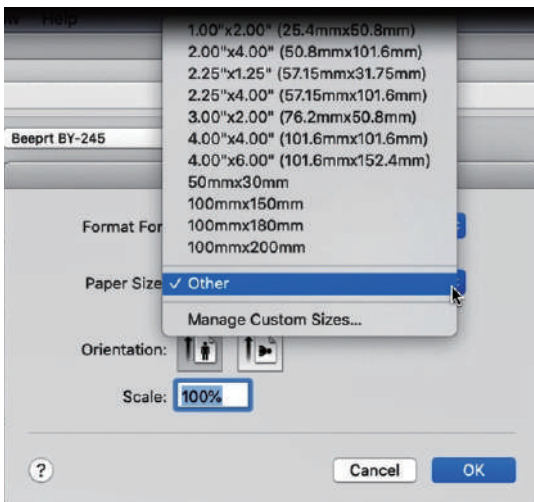 Help
1.00"x2.00" (25.4mmx50.8mm)
2.00"x4.00" (50.8mmx101.6mm)
2.25"x1.25" (57.15mmx31.75mm)
2.25"x4.00" (57.15mmx101.6mm)
3.00"x2.00" (76.2mmx50.8mm)
4.00"x4.00" (101.6mmx101.6mm)
4.00"x6.00" (101.6mmx152.4mm)
50mmx30mm
100mmx150mm
100mmx180mm
100mmx200mm
✓ Other
Manage Custom Sizes...
Beeprt BY-245
Format For
Paper Size
Orientation:
Scale: 100%
? Cancel OK